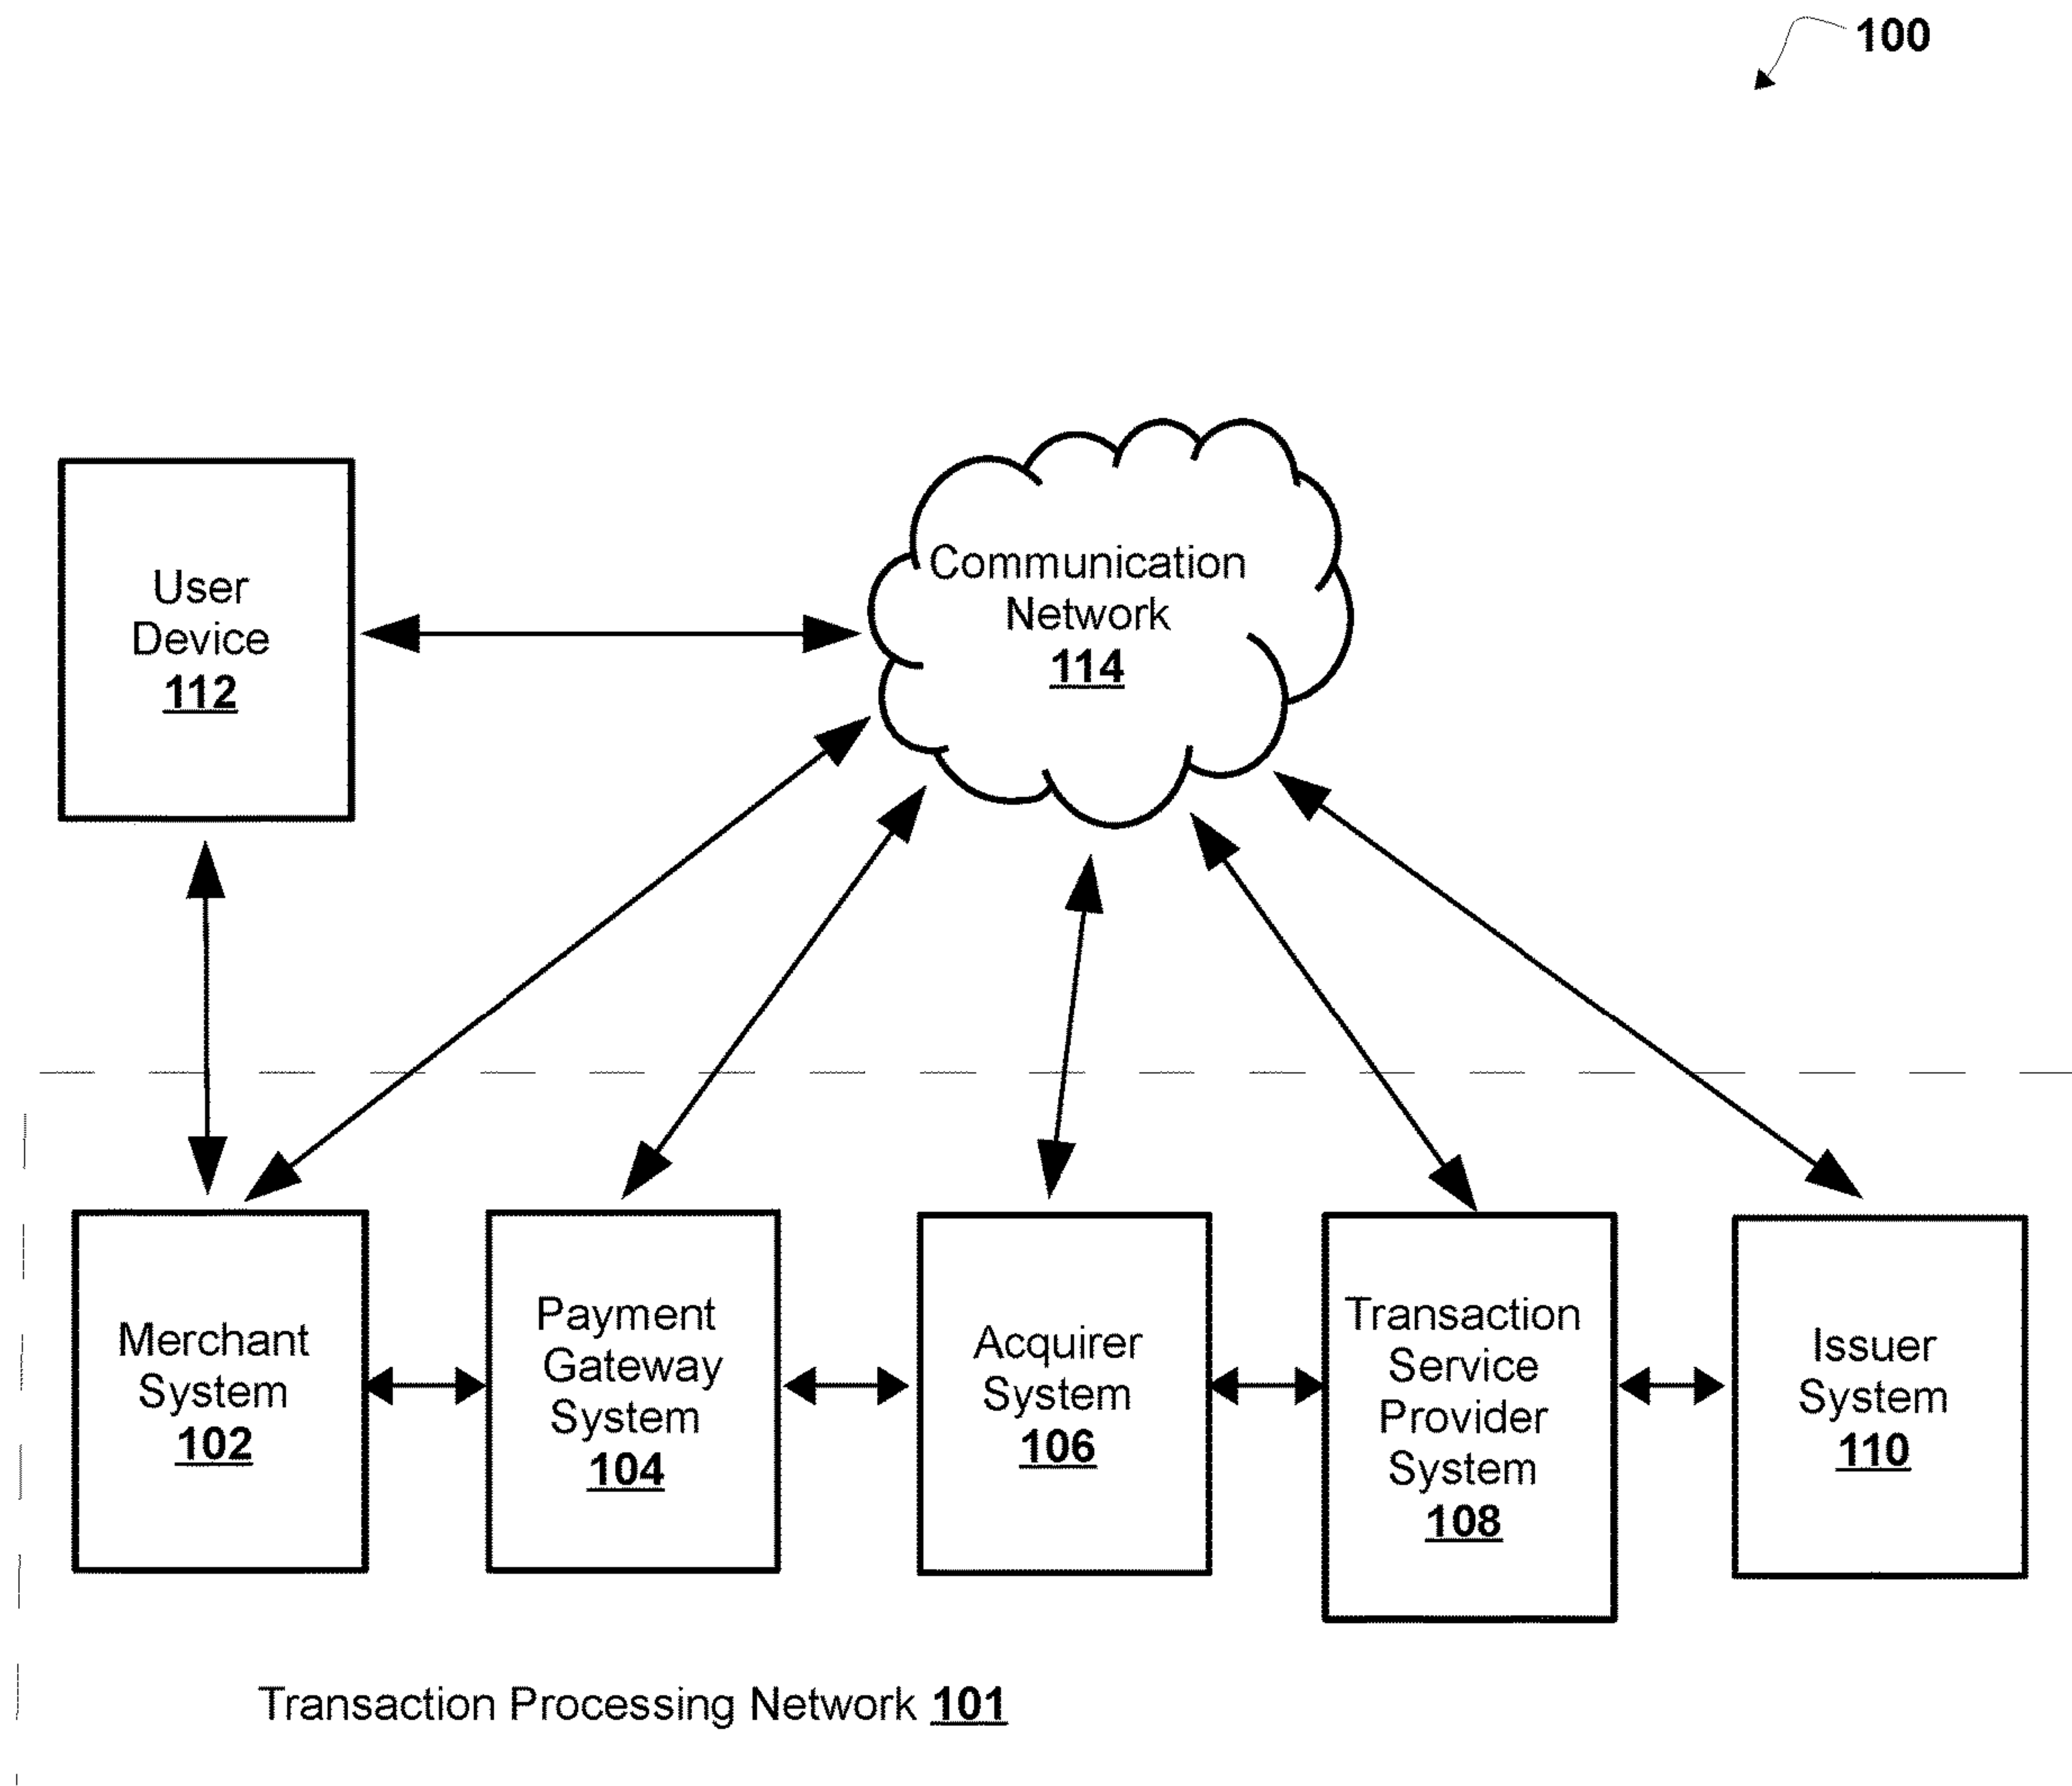 100
User
Device
112
Communication
Network
114
Merchant
System
102
Payment
Gateway
System
104
Acquirer
System
106
Transaction
Service
Provider
System
108
Issuer
System
110
Transaction Processing Network 101